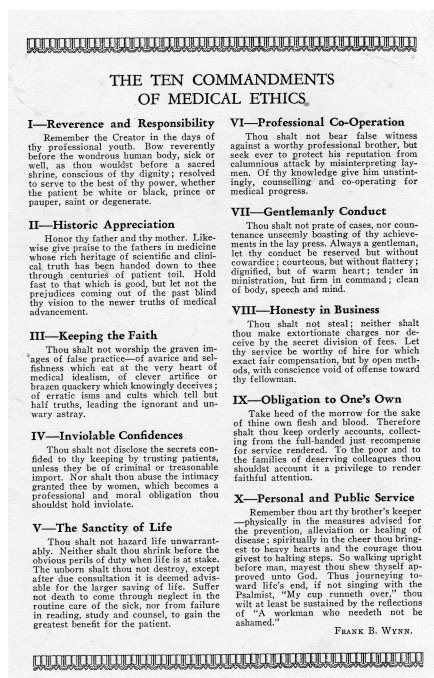 THE TEN COMMANDMENTS
OF MEDICAL ETHICS
I—Reverence and Responsibility
Remember the Creator in the days of
thy professional youth. Bow reverently
before the wondrous human body, sick or
well, as thou wouldst before a sacred
shrine, conscious of thy dignity; resolved
to serve to the best of thy power, whether
the patient be white or black, prince or
pauper, saint or degenerate.
II—Historic Appreciation
Honor thy father and thy mother. Like-
wise give praise to the fathers in medicine
whose rich heritage of scientific and clini-
cal truth has been handed down to thee
through centuries of patient toil. Hold
fast to that which is good, but let not the
prejudices coming out of the past blind
thy vision to the newer truths of medical
advancement.
III—Keeping the Faith
Thou shalt not worship the graven im-
ages of false practice—of avarice and sel-
fishness which eat at the very heart of
medical idealism, of clever artifice or
brazen quackery which knowingly deceives;
of erratic isms and cults which tell but
half truths, leading the ignorant and un-
wary astray.
IV—Inviolable Confidences
Thou shalt not disclose the secrets con-
fided to thy keeping by trusting patients,
unless they be of criminal or treasonable
import. Nor shalt thou abuse the intimacy
granted thee by women, which becomes a
professional and moral obligation thou
shouldst hold inviolate.
V—The Sanctity of Life
Thou shalt not hazard life unwarrant-
ably. Neither shalt thou shrink before the
obvious perils of duty when life is at stake.
The unborn shalt thou not destroy, except
after due consultation it is deemed advis-
able for the larger saving of life. Suffer
not death to come through neglect in the
routine care of the sick, nor from failure
in reading, study and counsel, to gain the
greatest benefit for the patient.
VI—Professional Co-Operation
Thou shalt not bear false witness
against a worthy professional brother, but
seek ever to protect his reputation from
calumnious attack by misinterpreting lay-
men. Of thy knowledge give him unstint-
ingly, counselling and co-operating for
medical progress.
VII—Gentlemanly Conduct
Thou shalt not prate of cases, nor coun-
tenance unseemly boasting of thy achieve-
ments in the lay press. Always a gentleman,
let thy conduct be reserved but without
cowardice; courteous, but without flattery;
dignified, but of warm heart; tender in
ministration, but firm in command; clean
of body, speech and mind.
VIII—Honesty in Business
Thou shalt not steal; neither shalt
thou make extortionate charges nor de-
ceive by the secret division of fees. Let
thy service be worthy of hire for which
exact fair compensation, but by open meth-
ods, with conscience void of offense toward
thy fellowman.
IX—Obligation to One's Own
Take heed of the morrow for the sake
of thine own flesh and blood. Therefore
shalt thou keep orderly accounts, collect-
ing from the full-handed just recompense
for service rendered. To the poor and to
the families of deserving colleagues thou
shouldst account it a privilege to render
faithful attention.
X—Personal and Public Service
Remember thou art thy brother's keeper
—physically in the measures advised for
the prevention, alleviation or healing of
disease; spiritually in the cheer thou bring-
est to heavy hearts and the courage thou
givest to halting steps. So walking upright
before man, mayest thou shew thyself ap-
proved unto God. Thus journeying to-
ward life's end, if not singing with the
Psalmist, "My cup runneth over," thou
wilt at least be sustained by the reflections
of "A workman who needeth not be
ashamed."
FRANK B. WYNN.